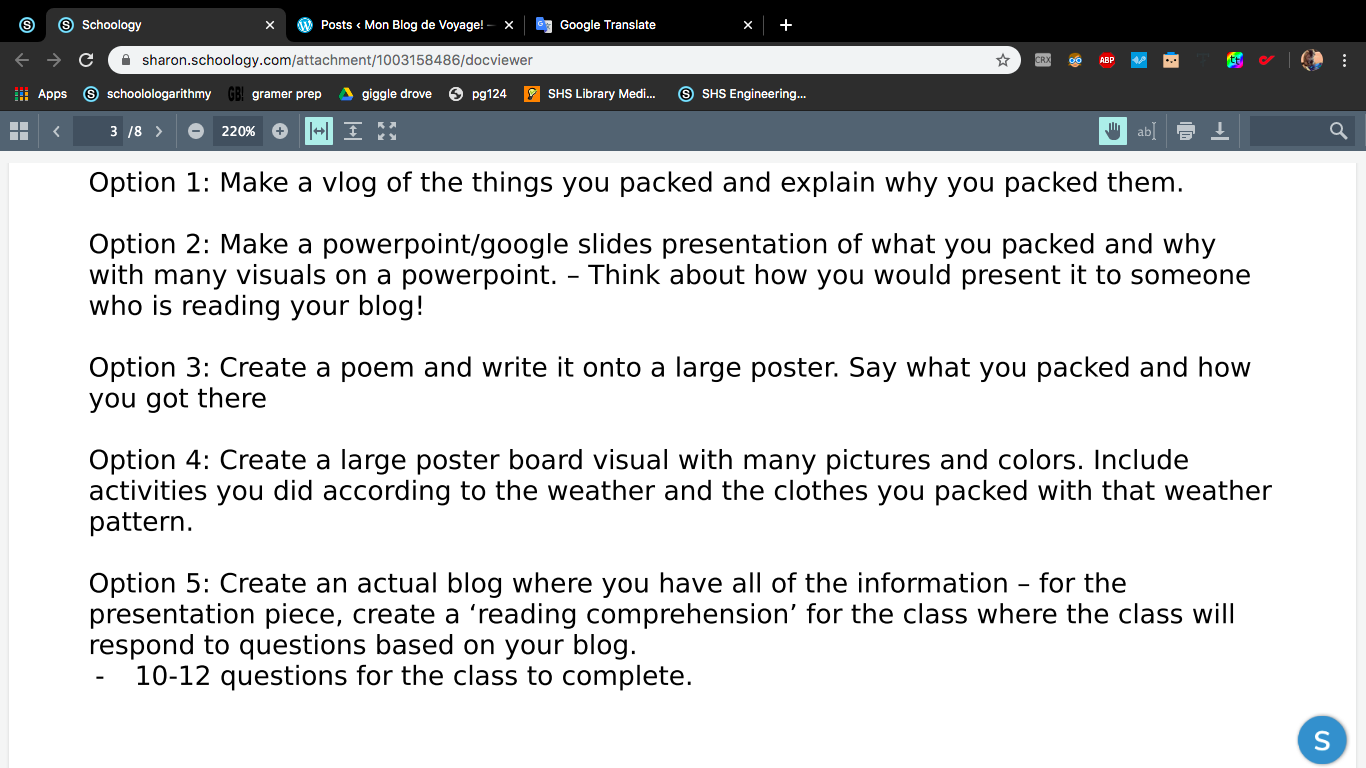 Schoology
Posts ‹ Mon Blog de Voyage! —
Google Translate
sharon.schoology.com/attachment/1003158486/docviewer
CRX
ABP
Apps
schoolologarithmy
GB!
gramer prep
giggle drove
pg124
SHS Library Medi...
SHS Engineering...
3 /8
220%
ab
Option 1: Make a vlog of the things you packed and explain why you packed them.
Option 2: Make a powerpoint/google slides presentation of what you packed and why
with many visuals on a powerpoint. – Think about how you would present it to someone
who is reading your blog!
Option 3: Create a poem and write it onto a large poster. Say what you packed and how
you got there
Option 4: Create a large poster board visual with many pictures and colors. Include
activities you did according to the weather and the clothes you packed with that weather
pattern.
Option 5: Create an actual blog where you have all of the information – for the
presentation piece, create a ‘reading comprehension’ for the class where the class will
respond to questions based on your blog.
- 10-12 questions for the class to complete.
S